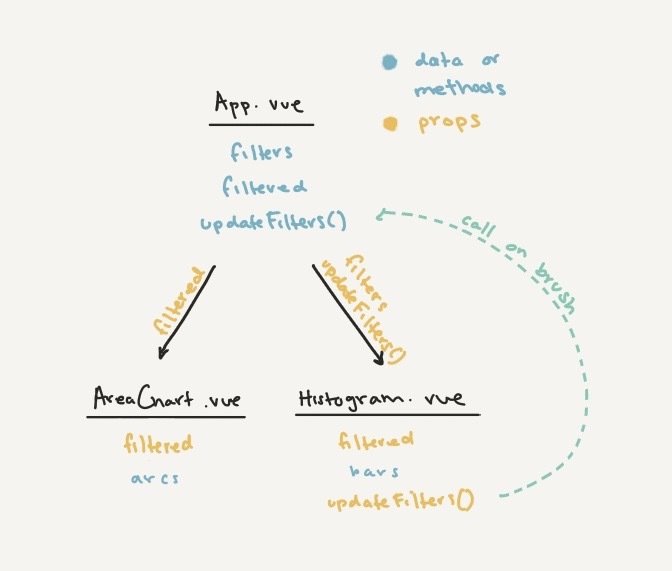 data or
methods
props
App.vue
filters
filtered
updateFilters()
call on brush
filtered
filters
updateFilters()
AreaChart.vue
filtered
arcs
Histogram.vue
filtered
bars
updateFilters()